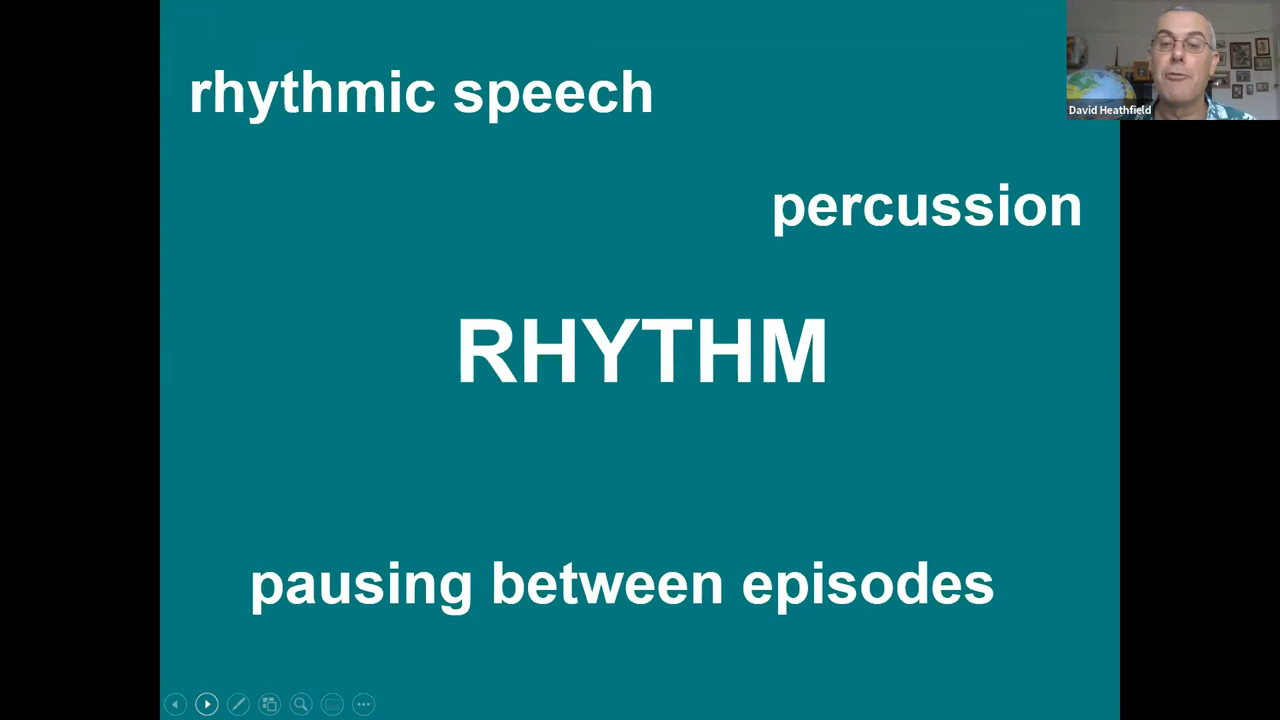 rhythmic speech
David Heathfield
percussion
RHYTHM
pausing between episodes